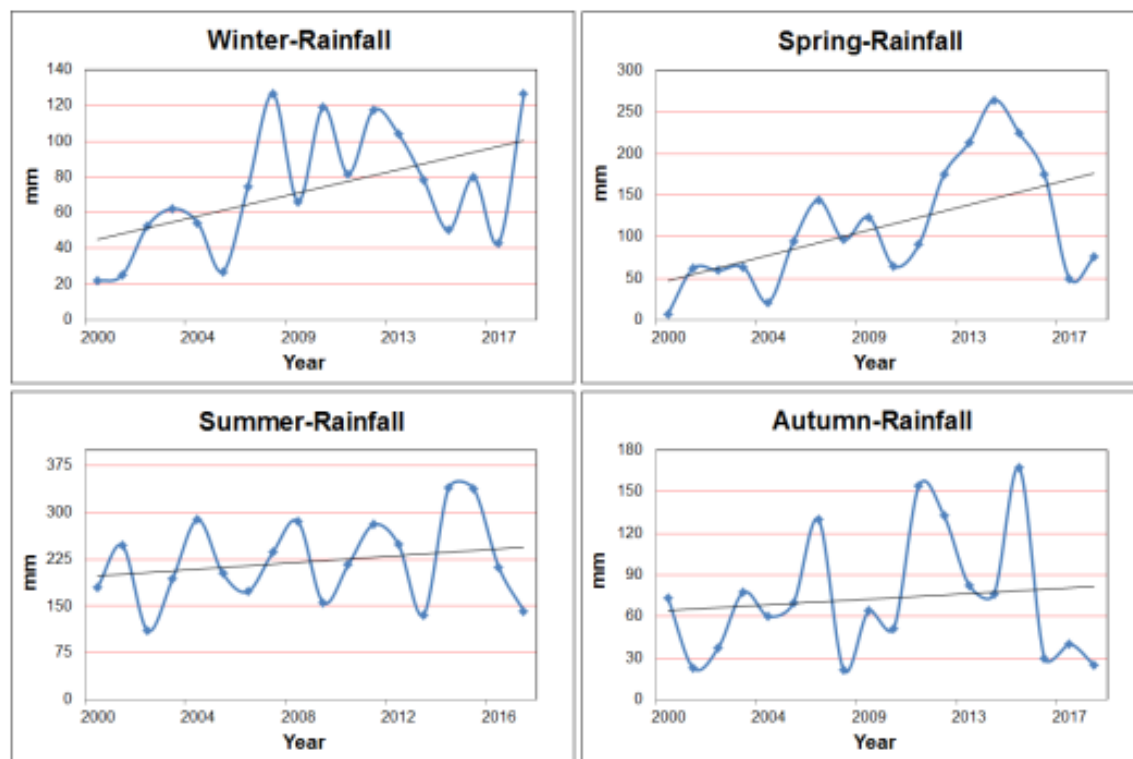 Winter-Rainfall
140
120
100
80
60
40
20
0
mm
2000 2004 2009 2013 2017
Year
Spring-Rainfall
300
250
200
150
100
50
0
mm
2000 2004 2009 2013 2017
Year
Summer-Rainfall
375
300
225
150
75
0
mm
2000 2004 2008 2012 2016
Year
Autumn-Rainfall
180
150
120
90
60
30
0
mm
2000 2004 2009 2013 2017
Year